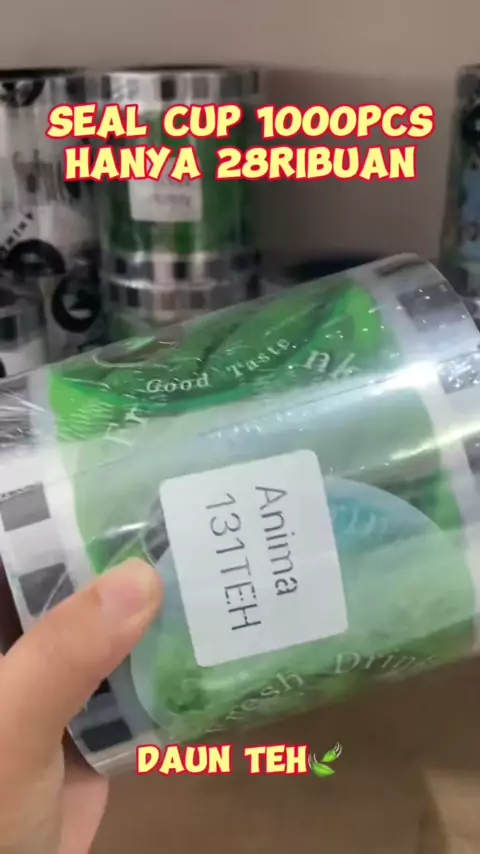 SEAL CUP 1000PCS
HANYA 28RIBUAN
Good Taste
Anima
131TEH
Fresh Drink
DAUN TEH🍃